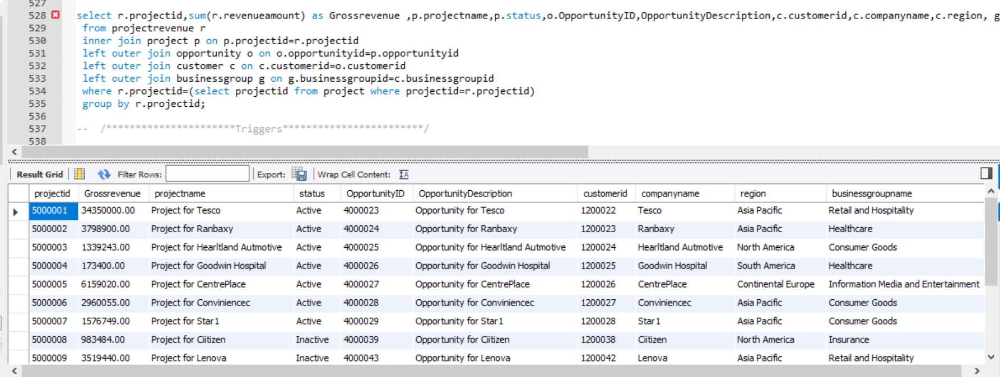 527
528 select r.projectid,sum(r.revenueamount) as Grossrevenue ,p.projectname,p.status,o.OpportunityID,OpportunityDescription,c.customerid,c.companyname,c.region, g
529 from projectrevenue r
530 inner join project p on p.projectid=r.projectid
531 left outer join opportunity o on o.opportunityid=p.opportunityid
532 left outer join customer c on c.customerid=o.customerid
533 left outer join businessgroup g on g.businessgroupid=c.businessgroupid
534 where r.projectid=(select projectid from project where projectid=r.projectid)
535 group by r.projectid;
536
537 -- /**********************Triggers************************/
538
Result Grid Filter Rows: Export: Wrap Cell Content:
projectid Grossrevenue projectname status OpportunityID OpportunityDescription customerid companyname region businessgroupname
5000001 34350000.00 Project for Tesco Active 4000023 Opportunity for Tesco 1200022 Tesco Asia Pacific Retail and Hospitality
5000002 3798900.00 Project for Ranbaxy Active 4000024 Opportunity for Ranbaxy 1200023 Ranbaxy Asia Pacific Healthcare
5000003 1339243.00 Project for Hearltland Autmotive Active 4000025 Opportunity for Hearltland Autmotive 1200024 Hearltland Autmotive North America Consumer Goods
5000004 173400.00 Project for Goodwin Hospital Active 4000026 Opportunity for Goodwin Hospital 1200025 Goodwin Hospital South America Healthcare
5000005 6159020.00 Project for CentrePlace Active 4000027 Opportunity for CentrePlace 1200026 CentrePlace Continental Europe Information Media and Entertainment
5000006 2960055.00 Project for Conviniencec Active 4000028 Opportunity for Conviniencec 1200027 Conviniencec Asia Pacific Consumer Goods
5000007 1576749.00 Project for Star1 Active 4000029 Opportunity for Star1 1200028 Star1 Asia Pacific Consumer Goods
5000008 983484.00 Project for Ciitizen Inactive 4000039 Opportunity for Ciitizen 1200038 Ciitizen North America Insurance
5000009 3519440.00 Project for Lenova Inactive 4000043 Opportunity for Lenova 1200042 Lenova Asia Pacific Retail and Hospitality